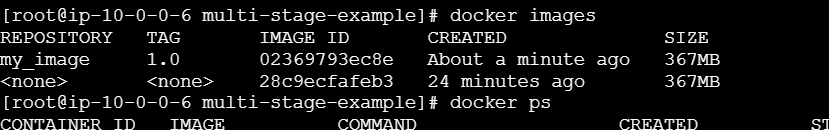 [root@ip-10-0-0-6 multi-stage-example]# docker images
REPOSITORY TAG IMAGE ID CREATED SIZE
my_image 1.0 02369793ec8e About a minute ago 367MB
<none> <none> 28c9ecfafeb3 24 minutes ago 367MB
[root@ip-10-0-0-6 multi-stage-example]# docker ps
CONTAINER ID IMAGE COMMAND CREATED ST